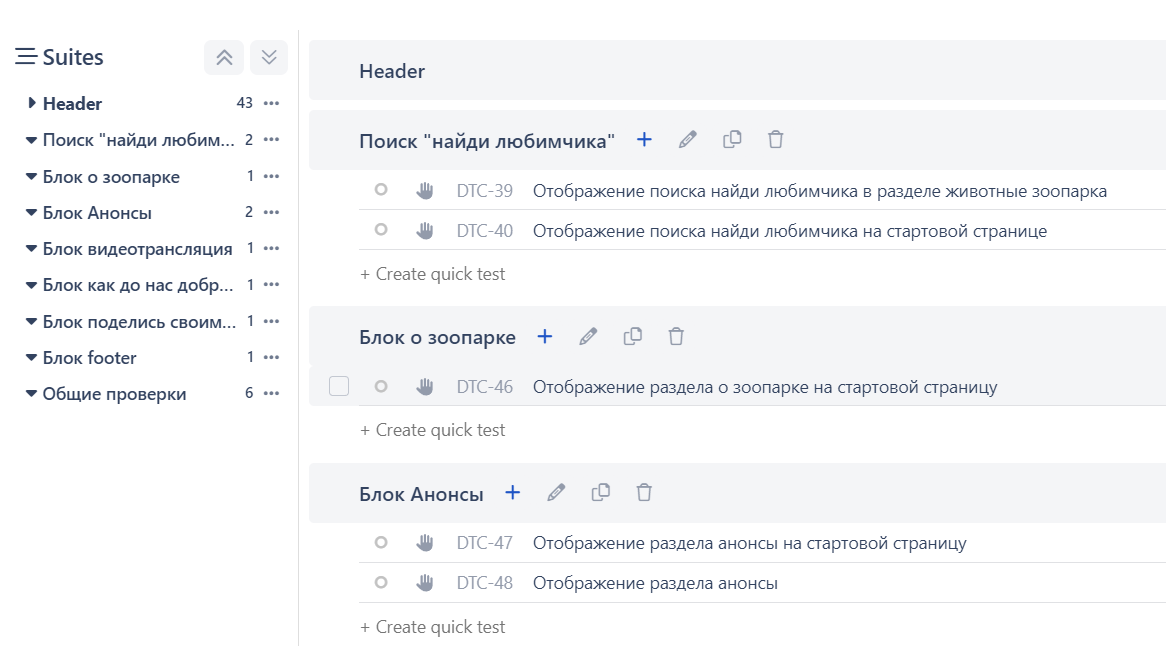 Suites
Header 43
Поиск "найди любим... 2
Блок о зоопарке 1
Блок Анонсы 2
Блок видеотрансляция 1
Блок как до нас добр... 1
Блок поделись своим... 1
Блок footer 1
Общие проверки 6
Header
Поиск "найди любимчика"
DTC-39 Отображение поиска найди любимчика в разделе животные зоопарка
DTC-40 Отображение поиска найди любимчика на стартовой странице
+ Create quick test
Блок о зоопарке
DTC-46 Отображение раздела о зоопарке на стартовой страницу
+ Create quick test
Блок Анонсы
DTC-47 Отображение раздела анонсы на стартовой страницу
DTC-48 Отображение раздела анонсы
+ Create quick test